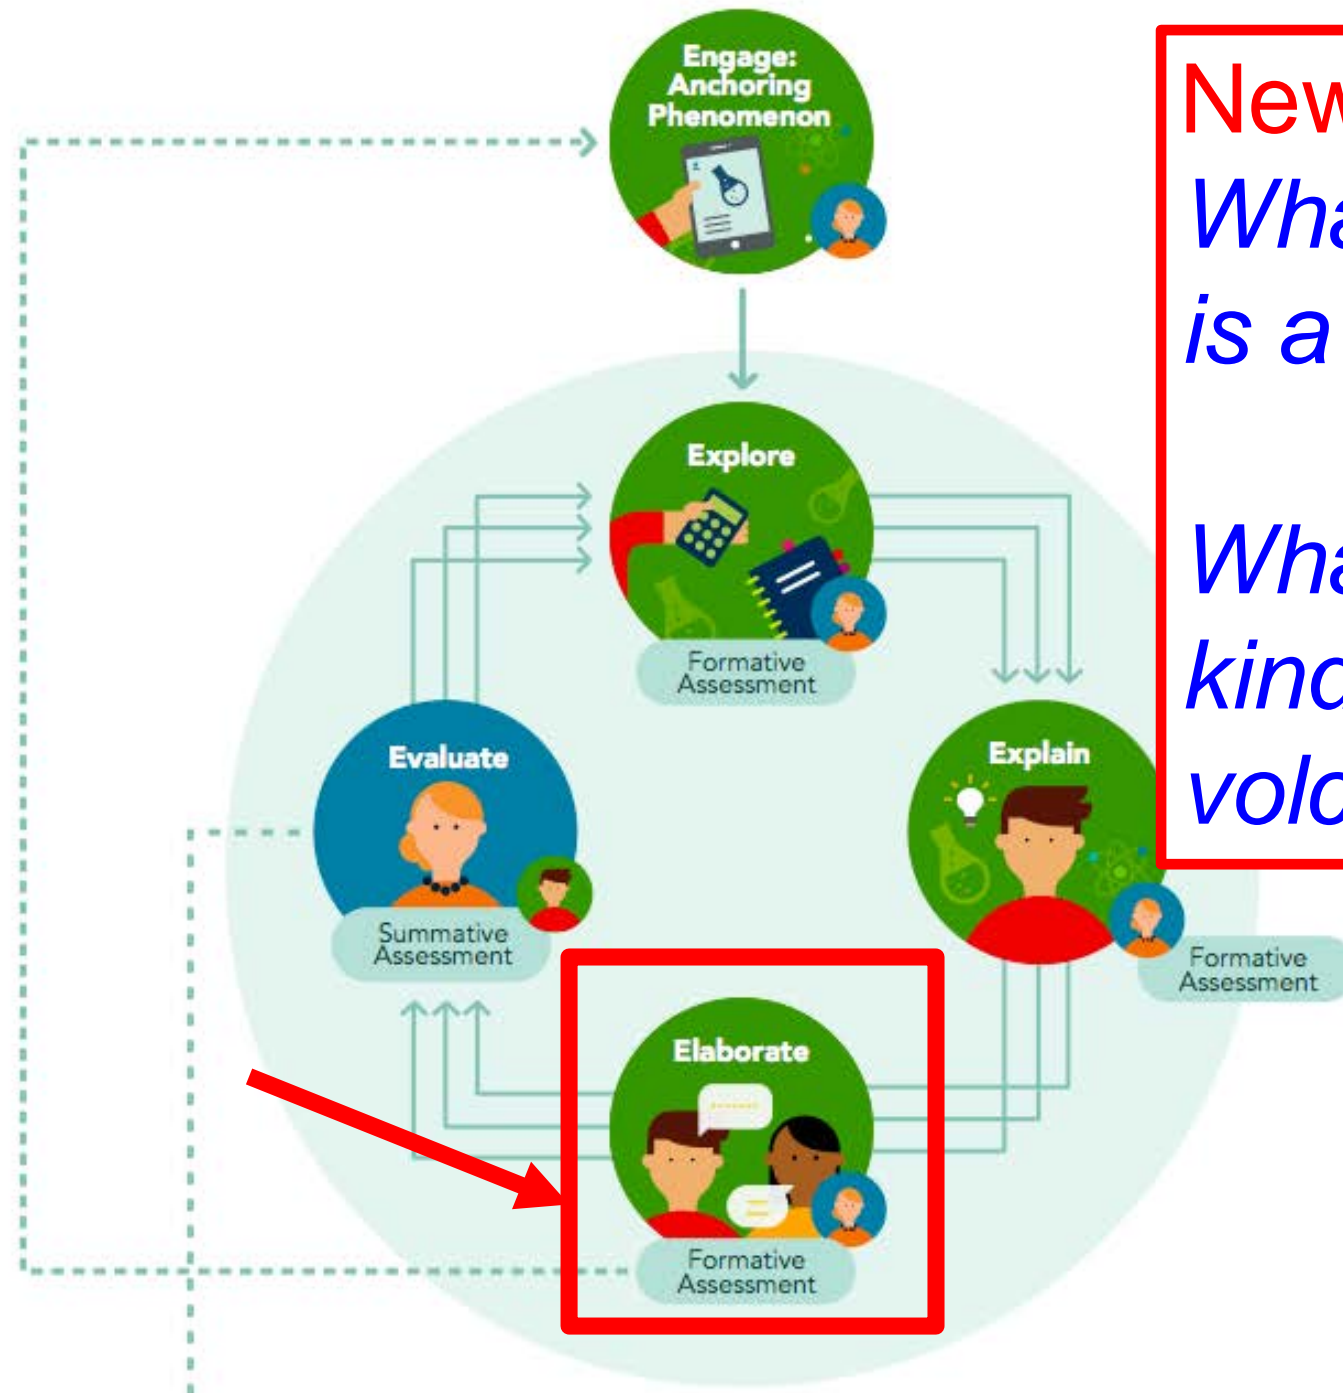 Engage:
Anchoring
Phenomenon
Explore
Formative
Assessment
Explain
Formative
Assessment
Elaborate
Formative
Assessment
Evaluate
Summative
Assessment
New
is a